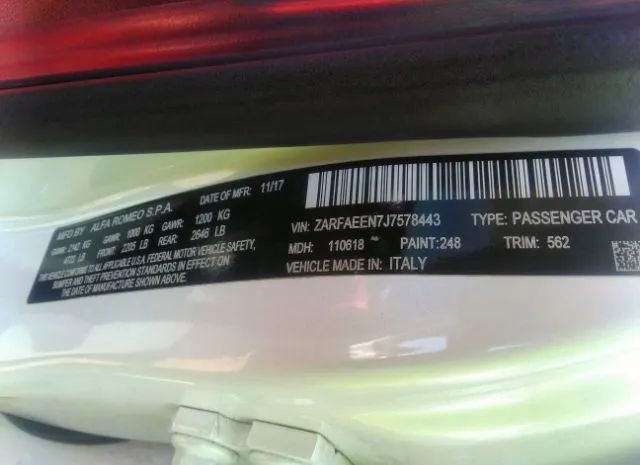 MFD BY: ALFA ROMEO S.P.A. DATE OF MFR: 11/17
GVWR: 2142 KG GAWR: 1000 KG GAWR: 1200 KG
4723 LB FRONT: 2205 LB REAR: 2646 LB
THIS VEHICLE CONFORMS TO ALL APPLICABLE U.S.A. FEDERAL MOTOR VEHICLE SAFETY,
BUMPER AND THEFT PREVENTION STANDARDS IN EFFECT ON
THE DATE OF MANUFACTURE SHOWN ABOVE.
VIN: ZARFAEEN7J7578443 TYPE: PASSENGER CAR
MDH: 110618 PAINT: 248 TRIM: 562
VEHICLE MADE IN: ITALY